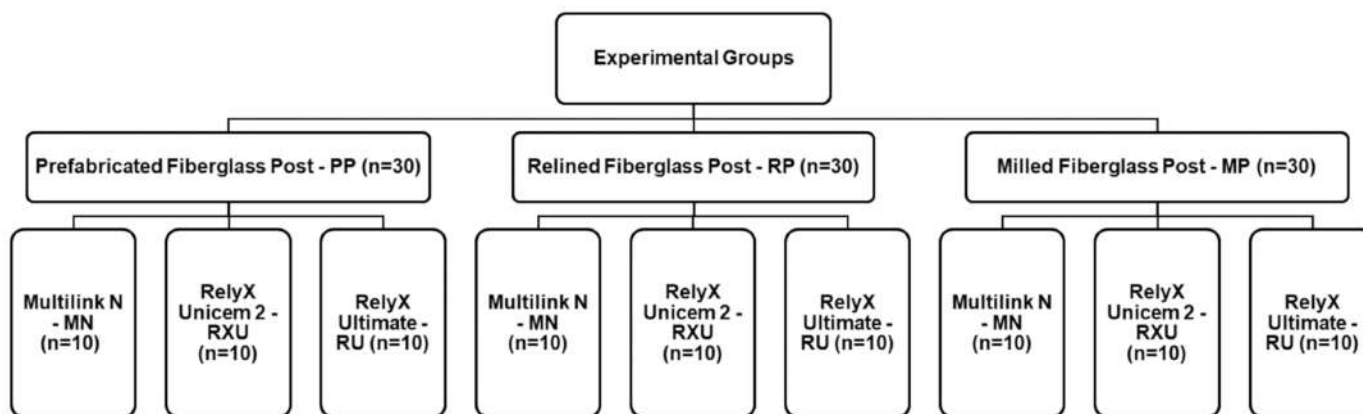 Experimental Groups
Prefabricated Fiberglass Post - PP (n=30)
Relined Fiberglass Post - RP (n=30)
Milled Fiberglass Post - MP (n=30)
Multilink N
- MN
(n=10)
RelyX
Unicem 2 -
RXU
(n=10)
RelyX
Ultimate -
RU (n=10)
Multilink N
- MN
(n=10)
RelyX
Unicem 2 -
RXU
(n=10)
RelyX
Ultimate -
RU (n=10)
Multilink N
- MN
(n=10)
RelyX
Unicem 2 -
RXU
(n=10)
RelyX
Ultimate -
RU (n=10)